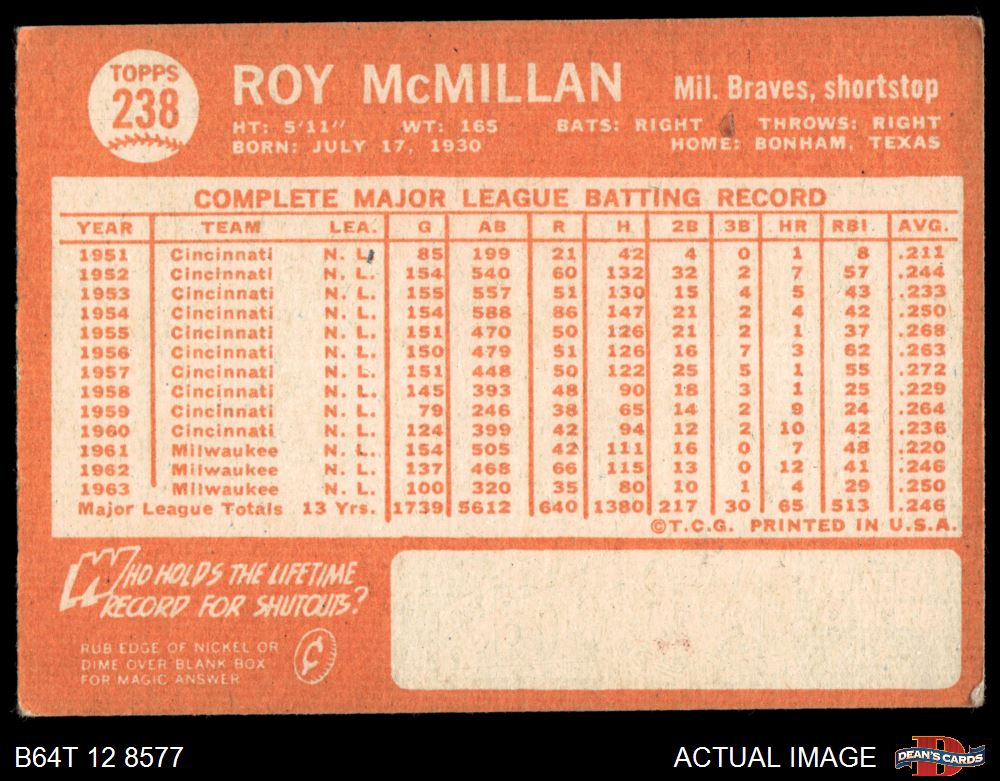 TOPPS
238
ROY McMILLAN
Mil. Braves, shortstop
HT: 5'11" WT: 165 BATS: RIGHT THROWS: RIGHT
BORN: JULY 17, 1930 HOME: BONHAM, TEXAS
COMPLETE MAJOR LEAGUE BATTING RECORD
YEAR TEAM LEA. G AB R H 2B 3B HR RBI AVG.
1951 Cincinnati N. L. 85 199 21 42 4 0 1 8 .211
1952 Cincinnati N. L. 154 540 60 132 32 2 7 57 .244
1953 Cincinnati N. L. 155 557 51 130 15 4 5 43 .233
1954 Cincinnati N. L. 154 588 86 147 21 2 4 42 .250
1955 Cincinnati N. L. 151 470 50 126 21 2 1 37 .268
1956 Cincinnati N. L. 150 479 51 126 16 7 3 62 .263
1957 Cincinnati N. L. 151 448 50 122 25 5 1 55 .272
1958 Cincinnati N. L. 145 393 48 90 18 3 1 25 .229
1959 Cincinnati N. L. 79 246 38 65 14 2 9 24 .264
1960 Cincinnati N. L. 124 399 42 94 12 2 10 42 .236
1961 Milwaukee N. L. 154 505 42 111 16 0 7 48 .220
1962 Milwaukee N. L. 137 468 66 115 13 0 12 41 .246
1963 Milwaukee N. L. 100 320 35 80 10 1 4 29 .250
Major League Totals 13 Yrs. 1739 5612 640 1380 217 30 65 513 .246
©T.C.G. PRINTED IN U.S.A.
WHO HOLDS THE LIFETIME
RECORD FOR SHUTOUTS?
RUB EDGE OF NICKEL OR
DIME OVER BLANK BOX
FOR MAGIC ANSWER
¢
B64T 12 8577
ACTUAL IMAGE
DEAN'S CARDS